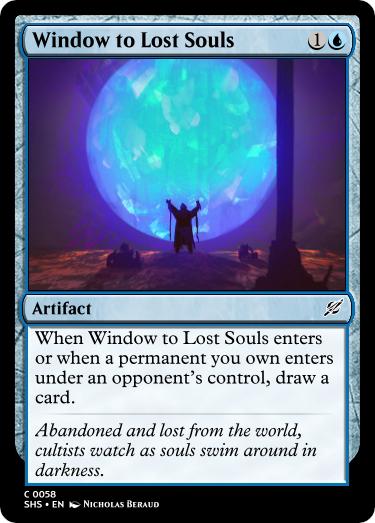 Window to Lost Souls 1
Artifact
When Window to Lost Souls enters
or when a permanent you own enters
under an opponent's control, draw a
card.
Abandoned and lost from the world,
cultists watch as souls swim around in
darkness.
C 0058
SHS • EN Nicholas Beraud